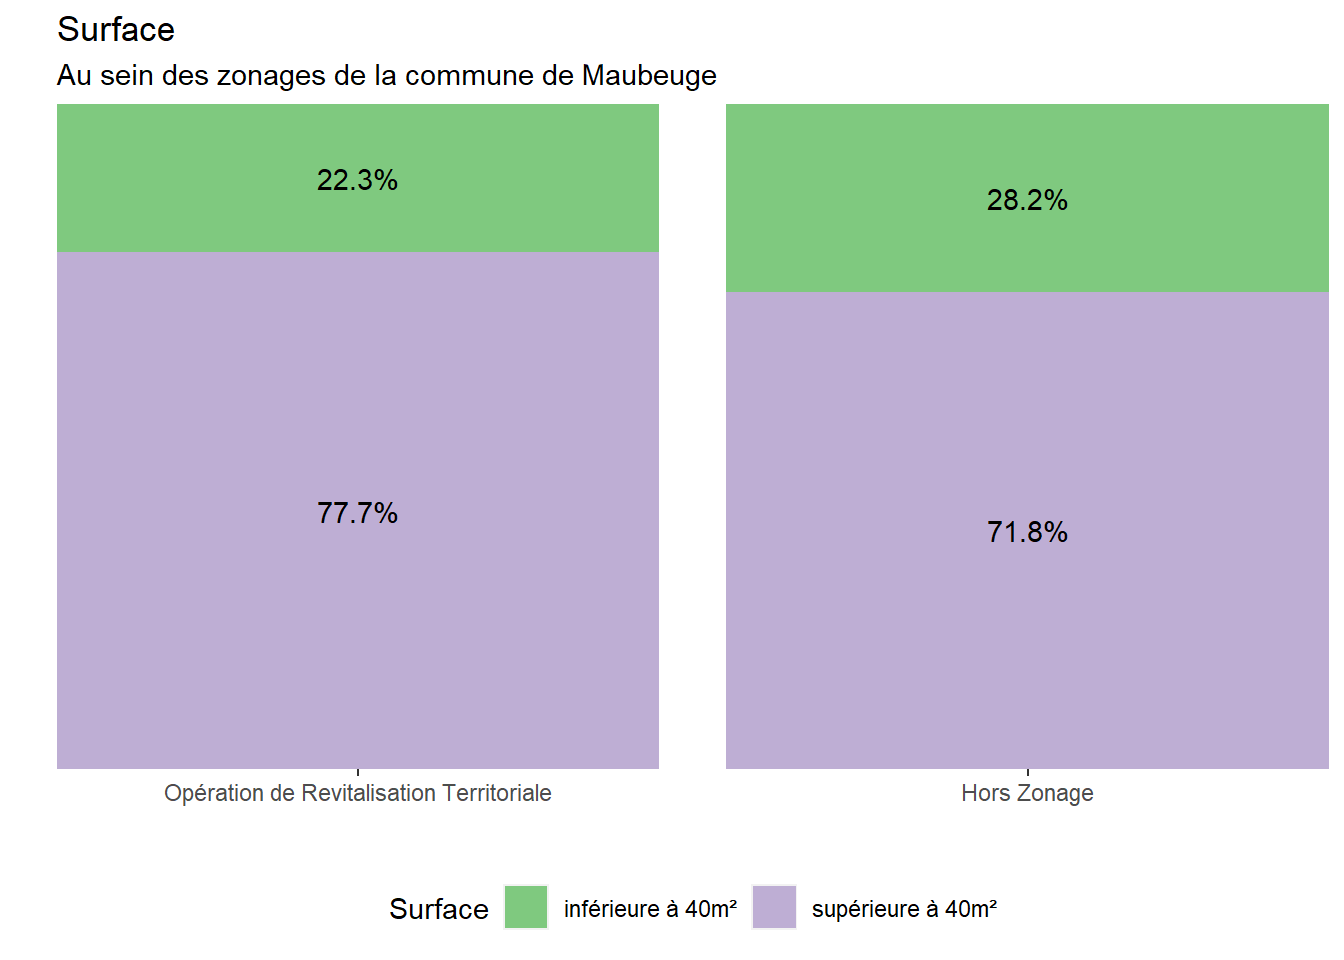 Surface
Au sein des zonages de la commune de Maubeuge
22.3%
28.2%
77.7%
71.8%
Opération de Revitalisation Territoriale
Hors Zonage
Surface inférieure à 40m² supérieure à 40m²